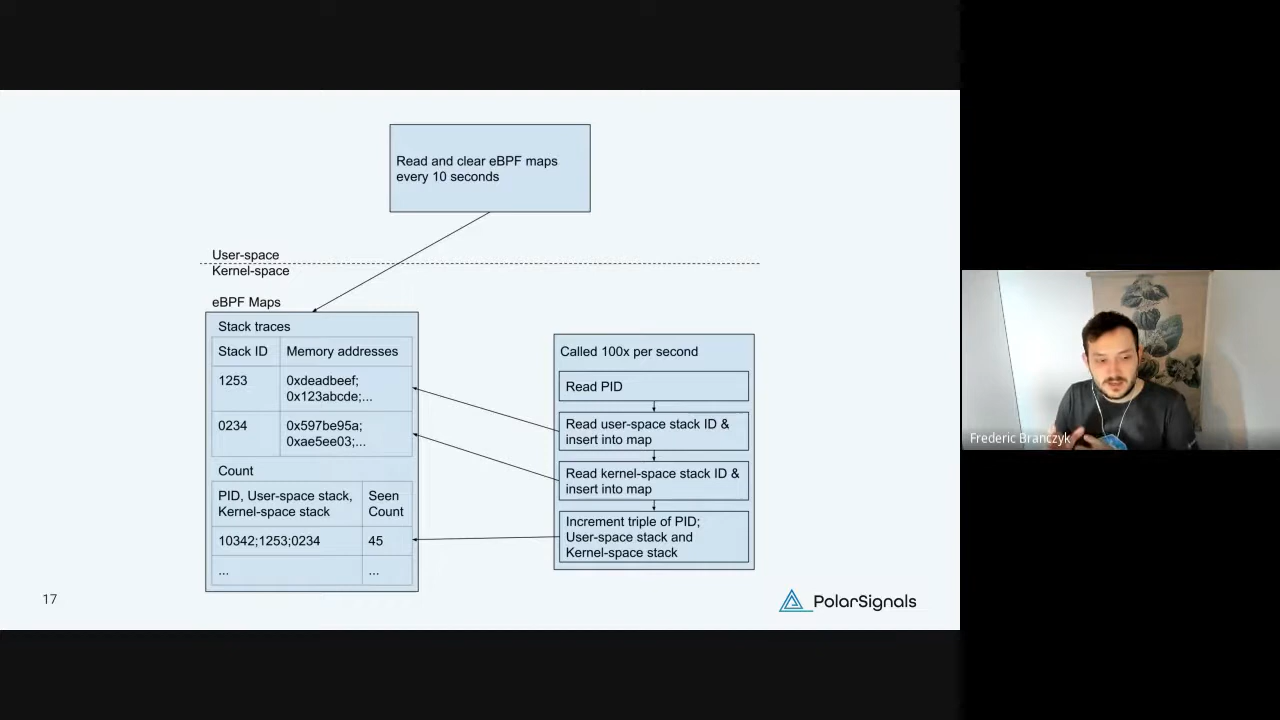 Read and clear eBPF maps
every 10 seconds
User-space
Kernel-space
eBPF Maps
Stack traces
Stack ID
Memory addresses
1253
0xdeadbeef;
0x123abcde;...
0234
0x597be95a;
0xae5ee03;...
Count
PID, User-space stack,
Kernel-space stack
Seen
Count
10342;1253;0234
45
...
...
Called 100x per second
Read PID
Read user-space stack ID &
insert into map
Read kernel-space stack ID &
insert into map
Increment triple of PID;
User-space stack and
Kernel-space stack
17
PolarSignals
Frederic Branczyk